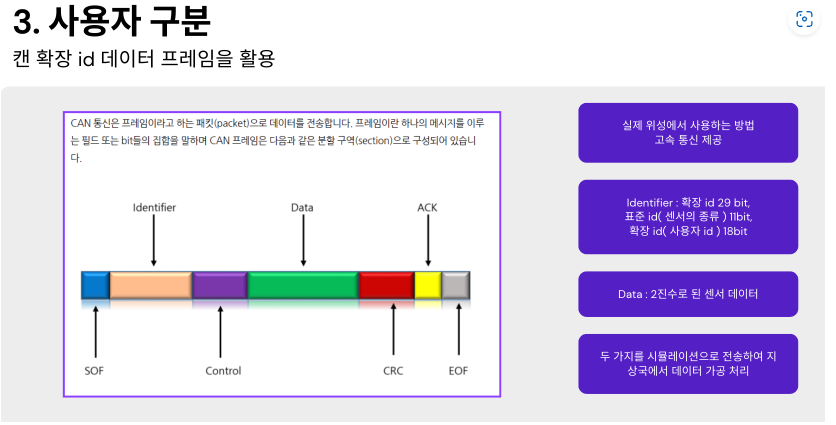 3. 사용자 구분
캔 확장 id 데이터 프레임을 활용
CAN 통신은 프레임이라고 하는 패킷(packet)으로 데이터를 전송합니다. 프레임이란 하나의 메시지를 이루
는 필드 또는 bit들의 집합을 말하며 CAN 프레임은 다음과 같은 분할 구역(section)으로 구성되어 있습니
다.
Identifier
Data
ACK
SOF
Control
CRC
EOF
실제 위성에서 사용하는 방법
고속 통신 제공
Identifier : 확장 id 29 bit,
표준 id( 센서의 종류 ) 11bit,
확장 id( 사용자 id ) 18bit
Data : 2진수로 된 센서 데이터
두 가지를 시뮬레이션으로 전송하여 지
상국에서 데이터 가공 처리